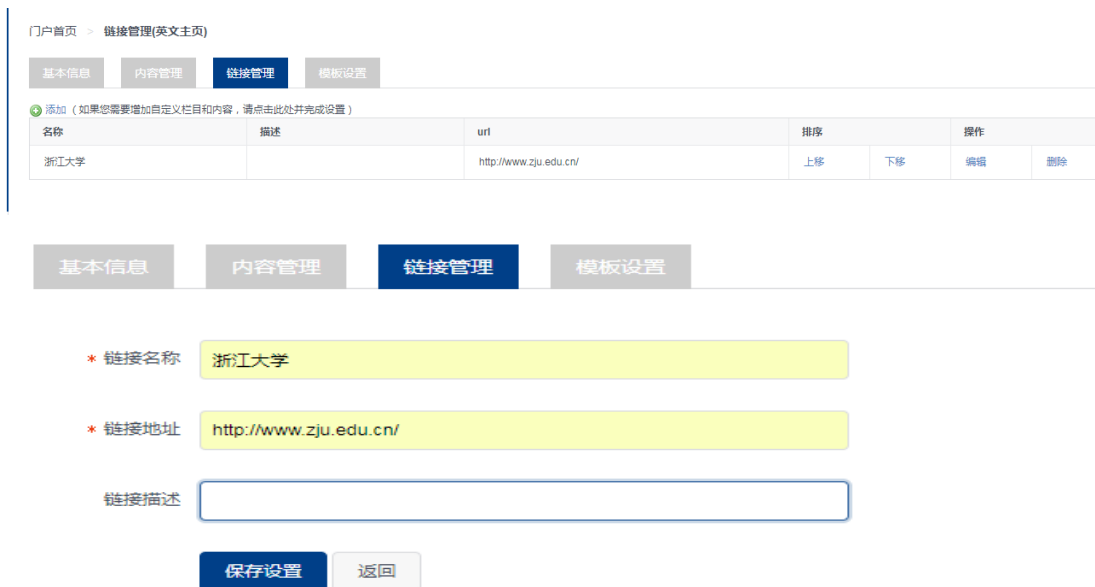 门户首页 > 链接管理(英文主页)
基本信息 内容管理 链接管理 模板设置
添加（如果您需要增加自定义栏目和内容，请点击此处并完成设置）
名称 描述 url 排序 操作
浙江大学 http://www.zju.edu.cn/ 上移 下移 编辑 删除
基本信息 内容管理 链接管理 模板设置
* 链接名称 浙江大学
* 链接地址 http://www.zju.edu.cn/
链接描述
保存设置 返回